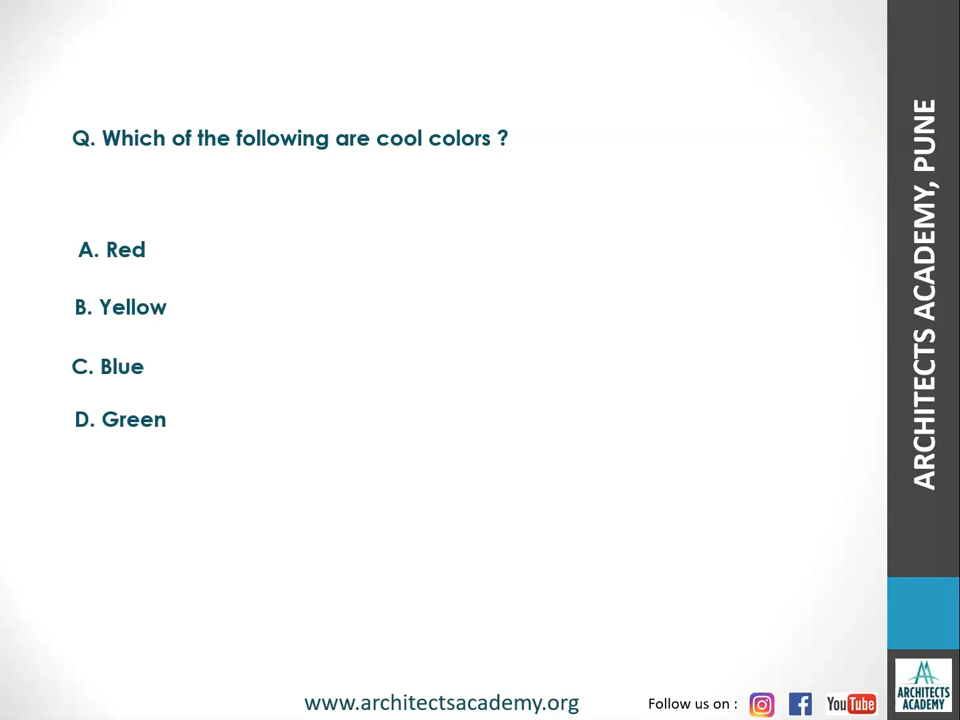 Q. Which of the following are cool colors ?
A. Red
B. Yellow
C. Blue
D. Green
ARCHITECTS ACADEMY, PUNE
www.architectsacademy.org
Follow us on :
YouTube
ARCHITECTS
ACADEMY